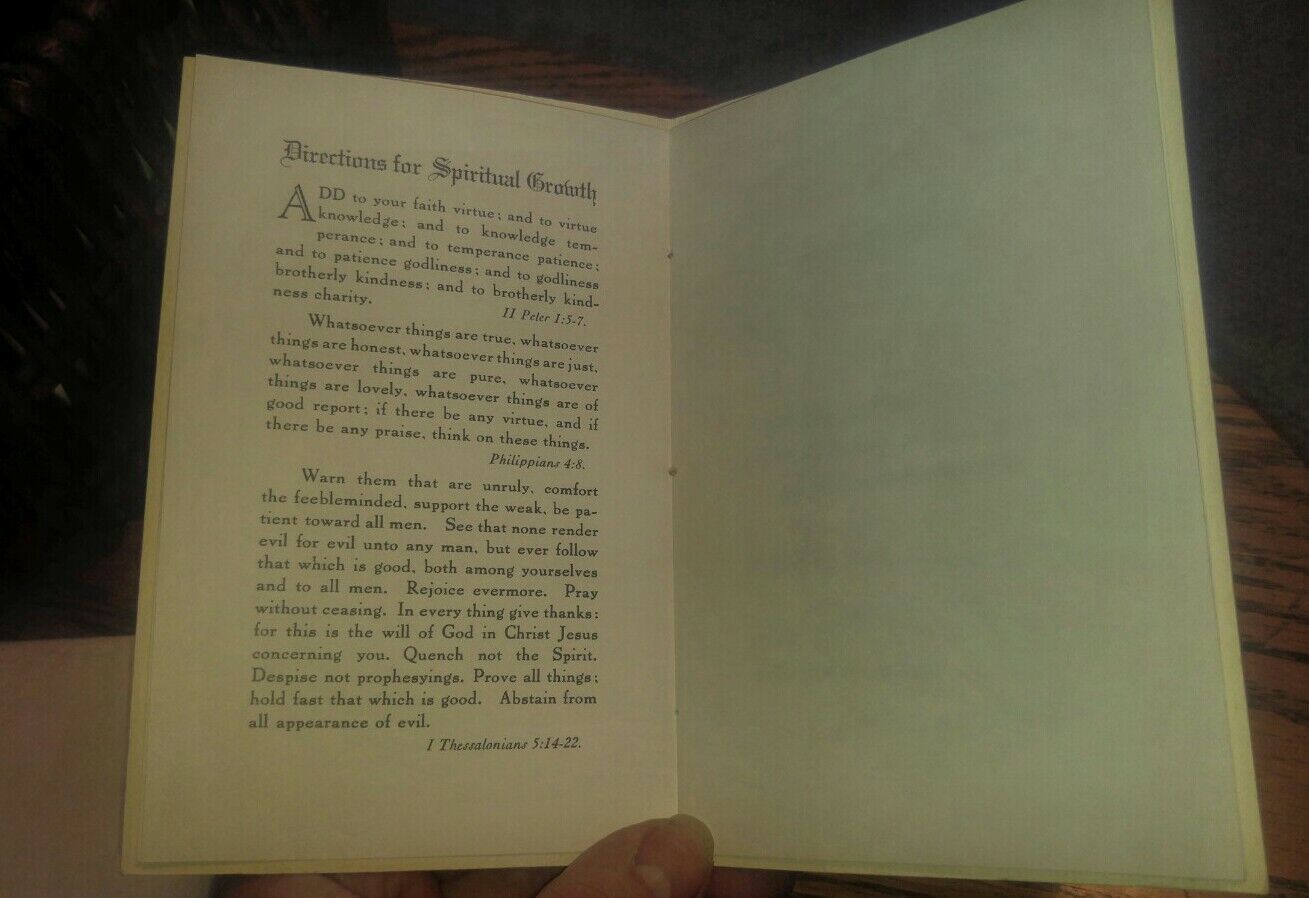 Directions for Spiritual Growth
ADD to your faith virtue; and to virtue
knowledge; and to knowledge tem-
perance; and to temperance patience;
and to patience godliness; and to godliness
brotherly kindness; and to brotherly kind-
ness charity.
II Peter 1:5-7.
Whatsoever things are true, whatsoever
things are honest, whatsoever things are just,
whatsoever things are pure, whatsoever
things are lovely, whatsoever things are of
good report; if there be any virtue, and if
there be any praise, think on these things.
Philippians 4:8.
Warn them that are unruly, comfort
the feebleminded, support the weak, be pa-
tient toward all men. See that none render
evil for evil unto any man, but ever follow
that which is good, both among yourselves
and to all men. Rejoice evermore. Pray
without ceasing. In every thing give thanks:
for this is the will of God in Christ Jesus
concerning you. Quench not the Spirit.
Despise not prophesyings. Prove all things;
hold fast that which is good. Abstain from
all appearance of evil.
I Thessalonians 5:14-22.